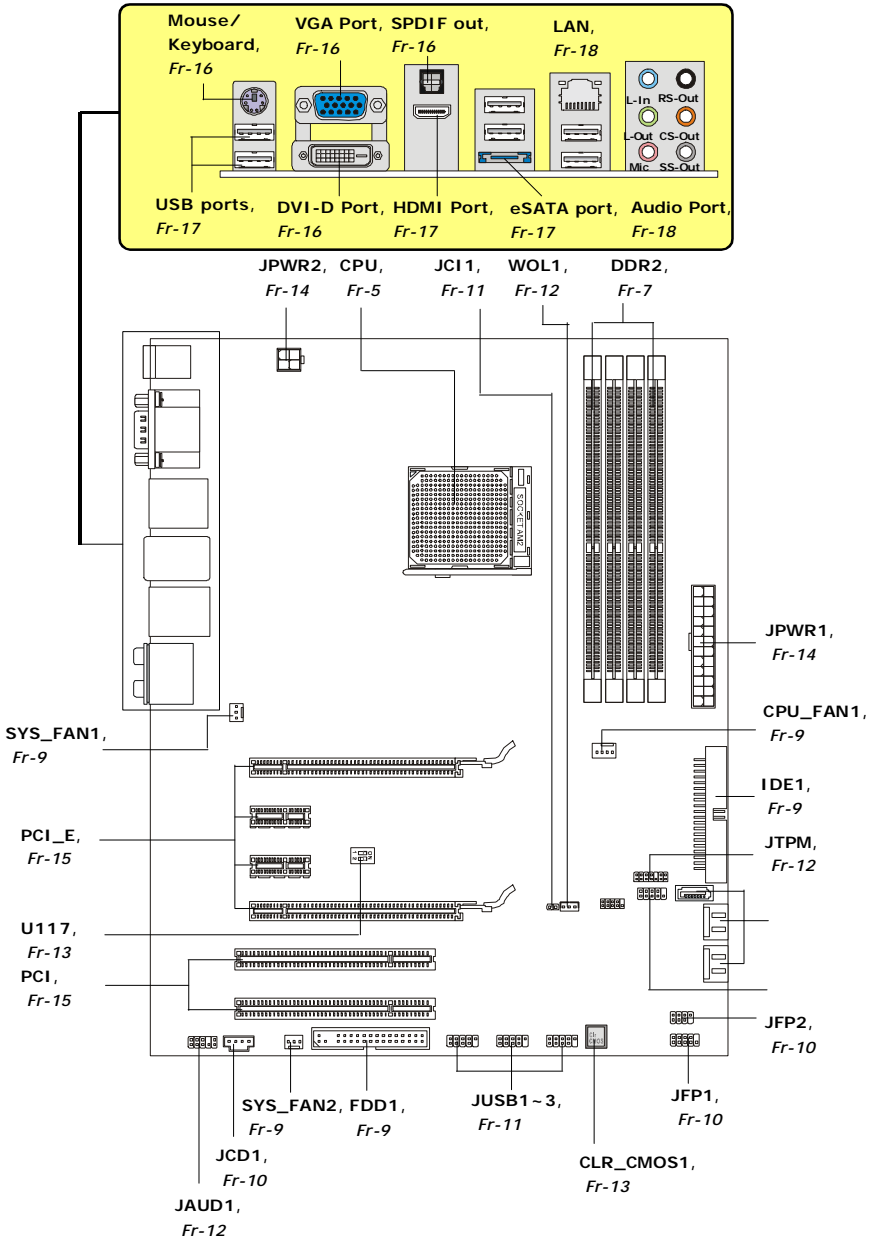 Mouse/
Keyboard,
Fr-16
VGA Port,
Fr-16
SPDIF out,
Fr-16
LAN,
Fr-18
L-In
RS-Out
L-Out
CS-Out
Mic
SS-Out
USB ports,
Fr-17
DVI-D Port,
Fr-16
HDMI Port,
Fr-17
eSATA port,
Fr-17
Audio Port,
Fr-18
JPWR2,
Fr-14
CPU,
Fr-5
JCI1,
Fr-11
WOL1,
Fr-12
DDR2,
Fr-7
SOCKET AM2
JPWR1,
Fr-14
SYS_FAN1,
Fr-9
CPU_FAN1,
Fr-9
IDE1,
Fr-9
PCI_E,
Fr-15
ON
1 2
JTPM,
Fr-12
U117,
Fr-13
PCI,
Fr-15
Clr
CMOS
JFP2,
Fr-10
SYS_FAN2,
Fr-9
FDD1,
Fr-9
JUSB1~3,
Fr-11
JFP1,
Fr-10
JCD1,
Fr-10
CLR_CMOS1,
Fr-13
JAUD1,
Fr-12